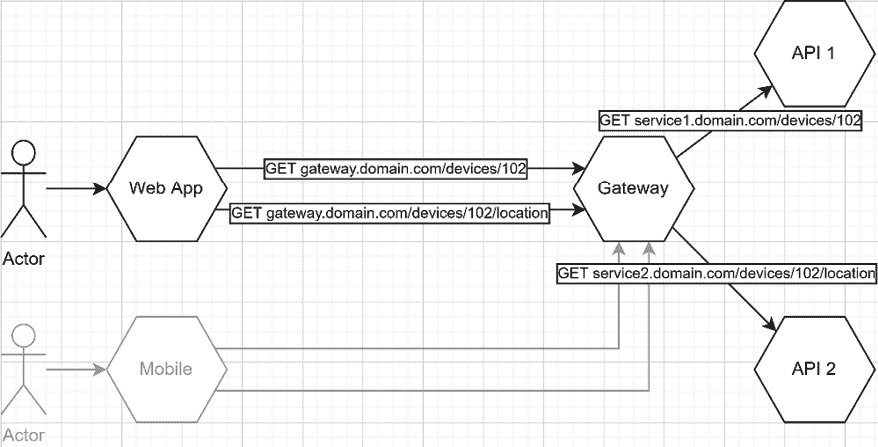 API 1
GET service1.domain.com/devices/102
GET gateway.domain.com/devices/102
Web App
Gateway
GET gateway.domain.com/devices/102/location
Actor
GET service2.domain.com/devices/102/location
Mobile
API 2
Actor